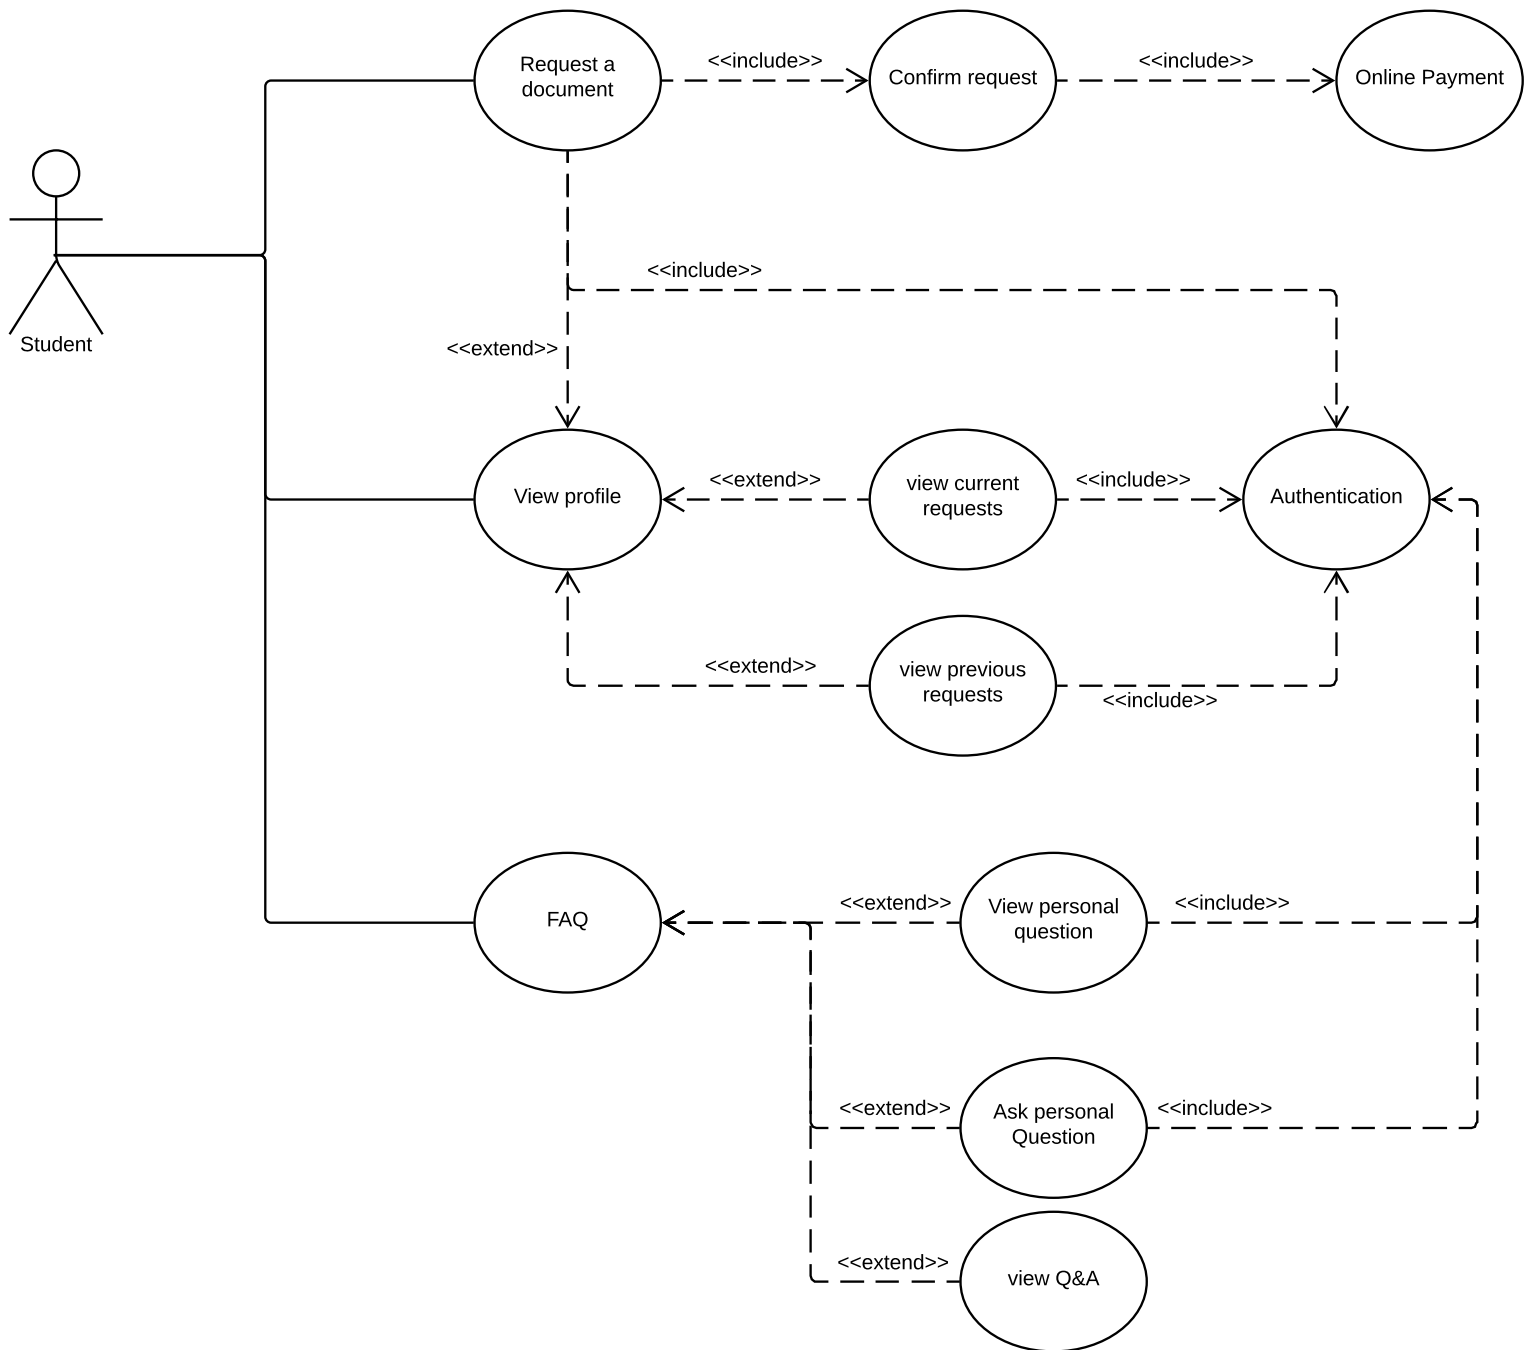 Request a
document
<<include>>
Confirm request
<<include>>
Online Payment
Student
<<include>>
<<extend>>
View profile
<<extend>>
view current
requests
<<include>>
Authentication
<<extend>>
view previous
requests
<<include>>
FAQ
<<extend>>
View personal
question
<<include>>
<<extend>>
Ask personal
Question
<<include>>
<<extend>>
view Q&A